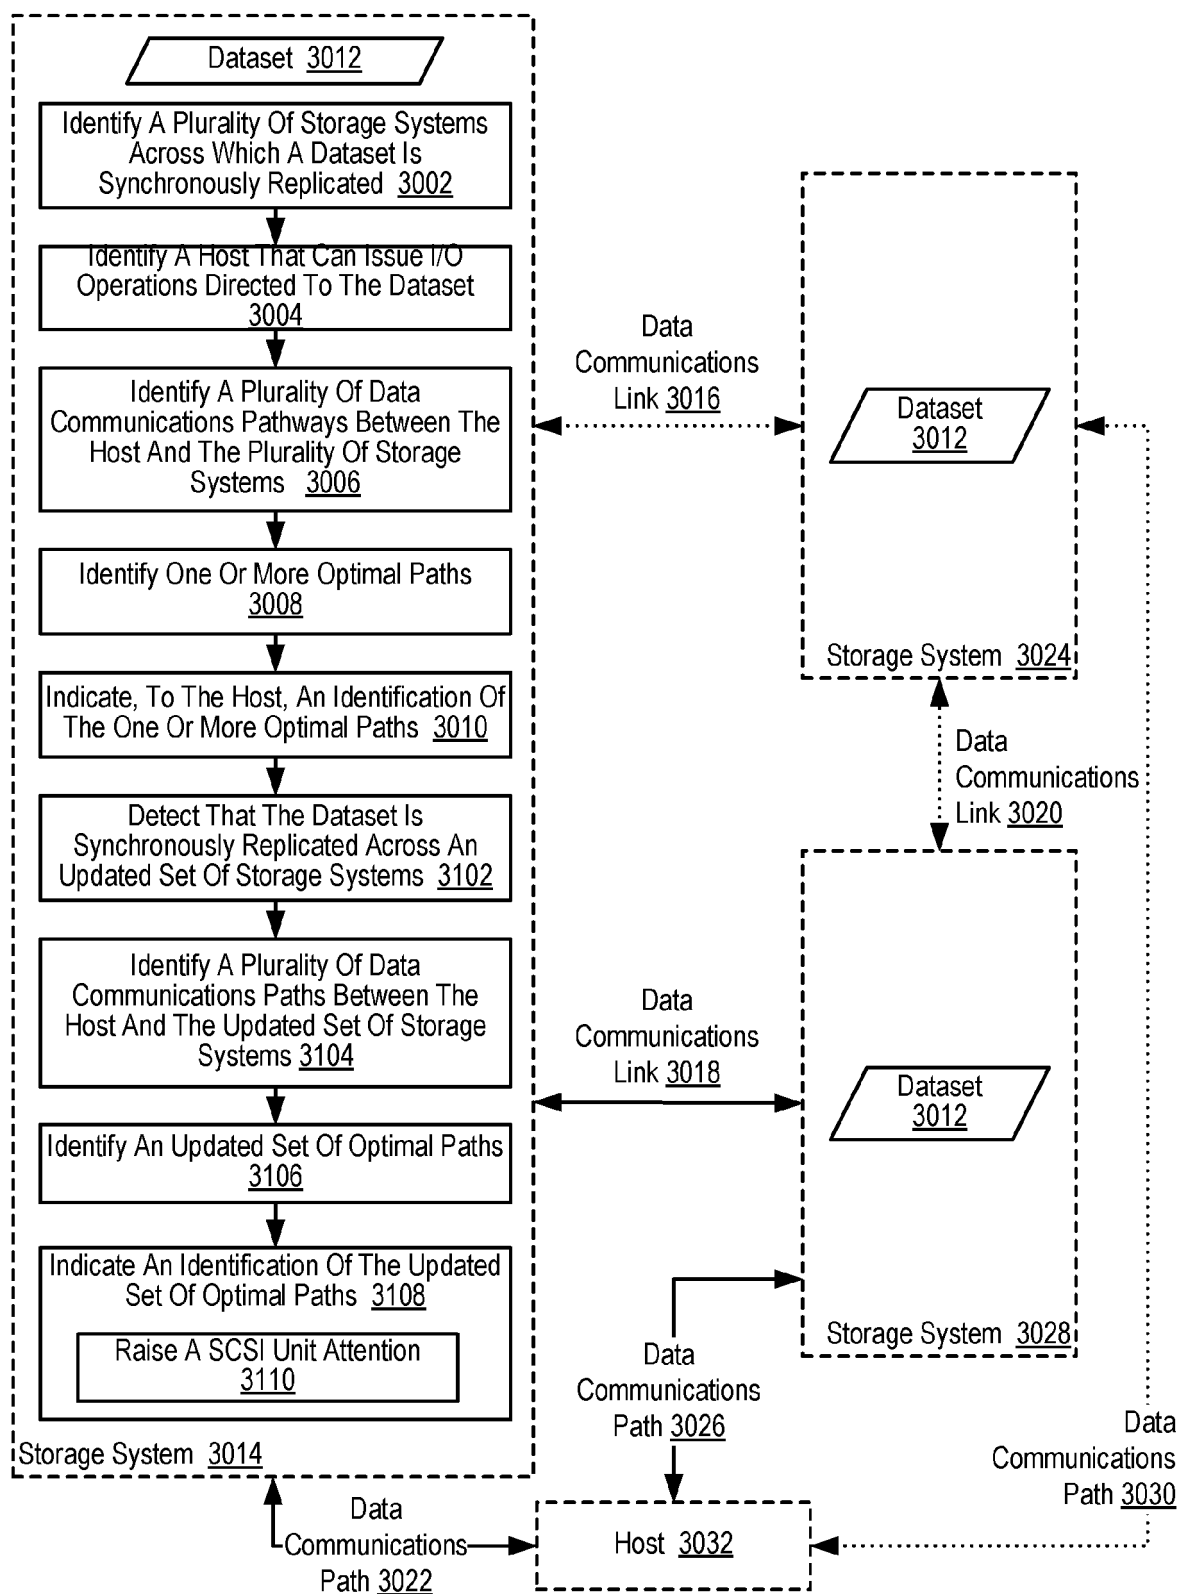 Dataset 3012
Identify A Plurality Of Storage Systems
Across Which A Dataset Is
Synchronously Replicated 3002
Identify A Host That Can Issue I/O
Operations Directed To The Dataset
3004
Identify A Plurality Of Data
Communications Pathways Between The
Host And The Plurality Of Storage
Systems 3006
Identify One Or More Optimal Paths
3008
Indicate, To The Host, An Identification Of
The One Or More Optimal Paths 3010
Detect That The Dataset Is
Synchronously Replicated Across An
Updated Set Of Storage Systems 3102
Identify A Plurality Of Data
Communications Paths Between The
Host And The Updated Set Of Storage
Systems 3104
Identify An Updated Set Of Optimal Paths
3106
Indicate An Identification Of The Updated
Set Of Optimal Paths 3108
Raise A SCSI Unit Attention
3110
Storage System 3014
Data
Communications
Link 3016
Dataset
3012
Storage System 3024
Data
Communications
Link 3020
Data
Communications
Link 3018
Dataset
3012
Storage System 3028
Data
Communications
Path 3026
Data
Communications
Path 3030
Data
Communications
Path 3022
Host 3032